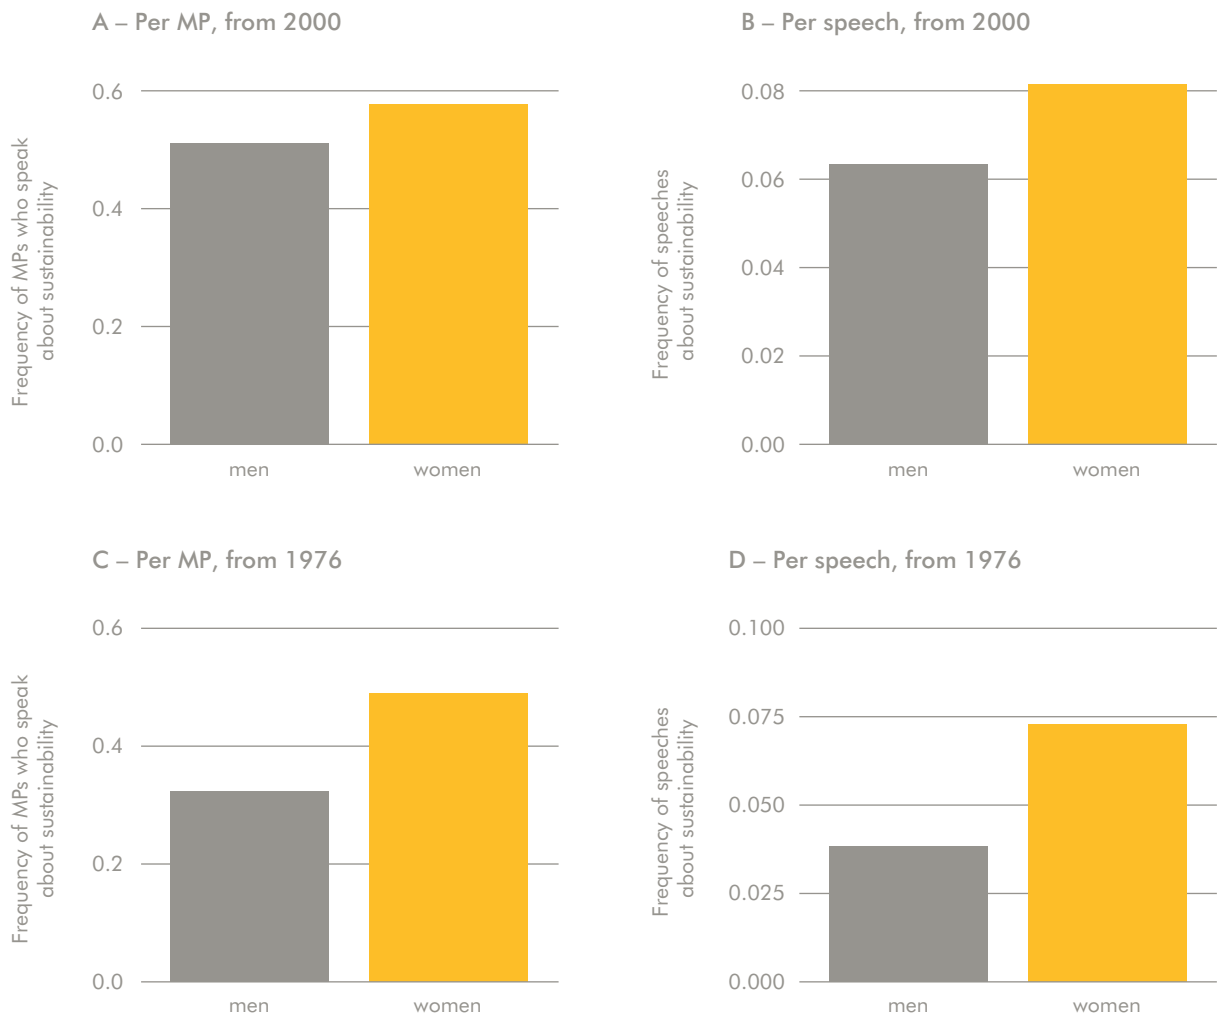 A – Per MP, from 2000
Frequency of MPs who speak
about sustainability
0.6
0.4
0.2
0.0
men
women
B – Per speech, from 2000
Frequency of speeches
about sustainability
0.08
0.06
0.04
0.02
0.00
men
women
C – Per MP, from 1976
Frequency of MPs who speak
about sustainability
0.6
0.4
0.2
0.0
men
women
D – Per speech, from 1976
Frequency of speeches
about sustainability
0.100
0.075
0.050
0.025
0.000
men
women